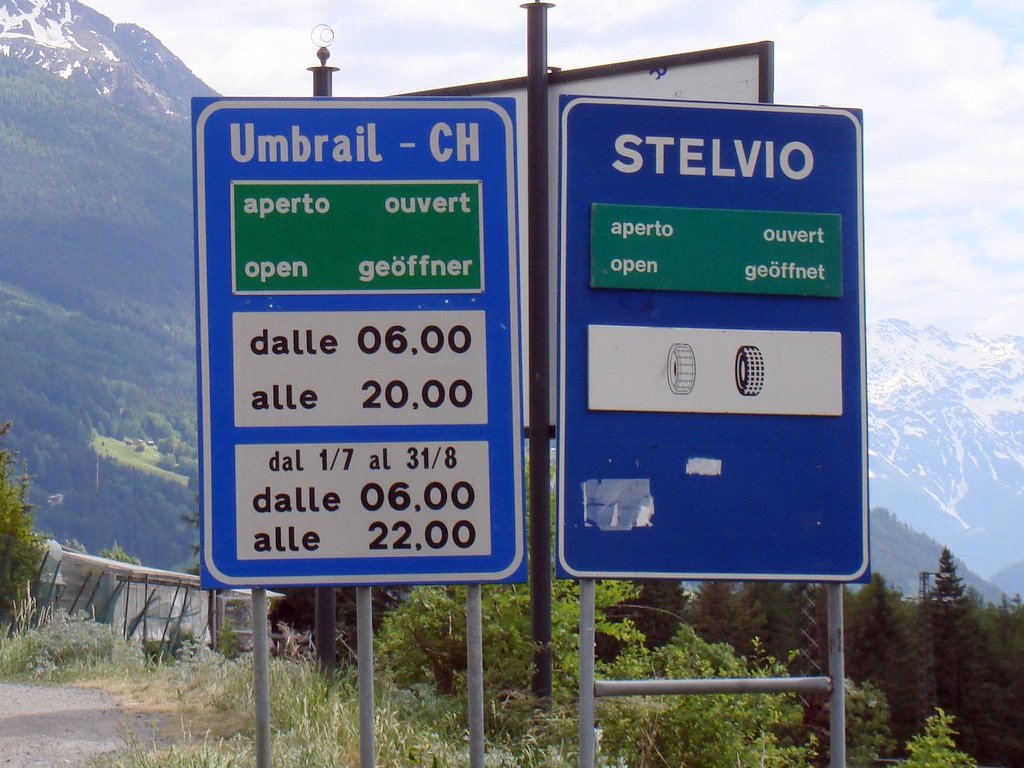 Umbrail - CH
aperto ouvert
open geöffner
dalle 06,00
alle 20,00
dal 1/7 al 31/8
dalle 06,00
alle 22,00
STELVIO
aperto ouvert
open geöffnet